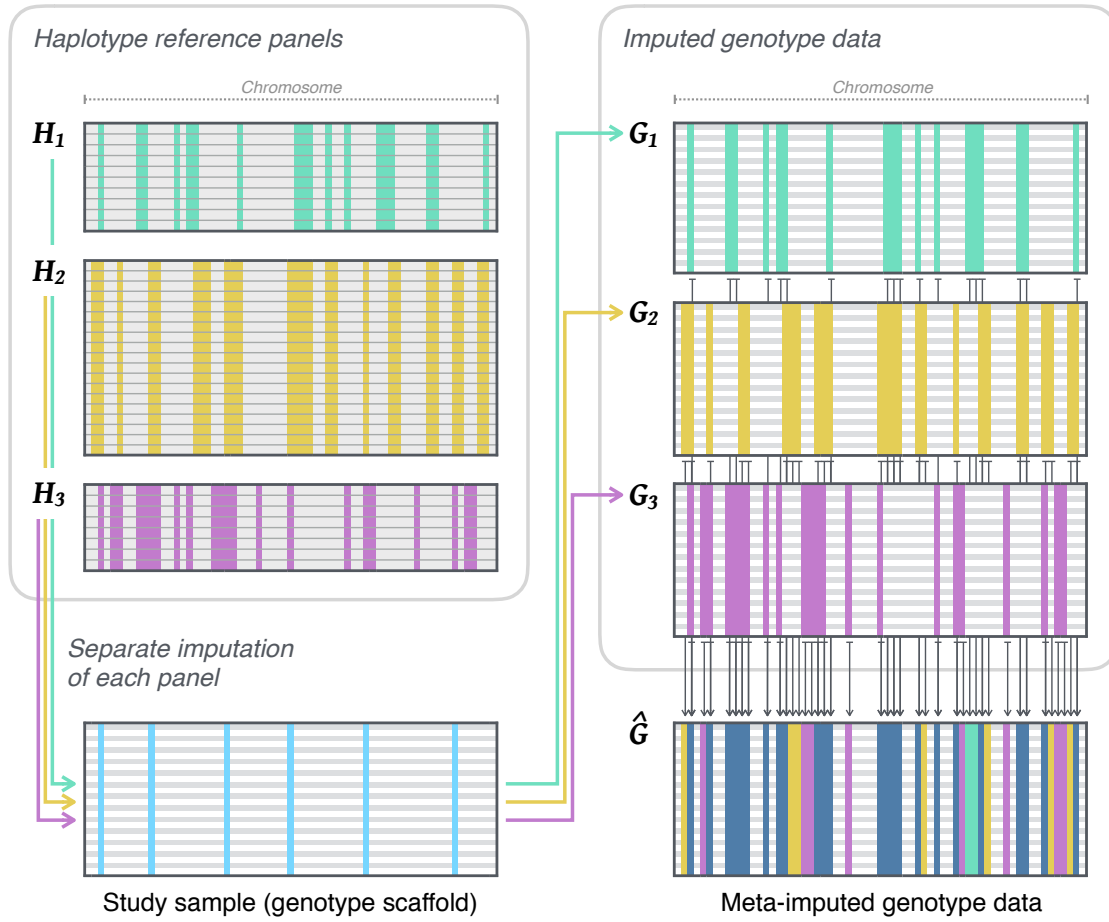 Haplotype reference panels
Chromosome
H1
H2
H3
Separate imputation
of each panel
Study sample (genotype scaffold)
Imputed genotype data
Chromosome
G1
G2
G3
Ĝ
Meta-imputed genotype data